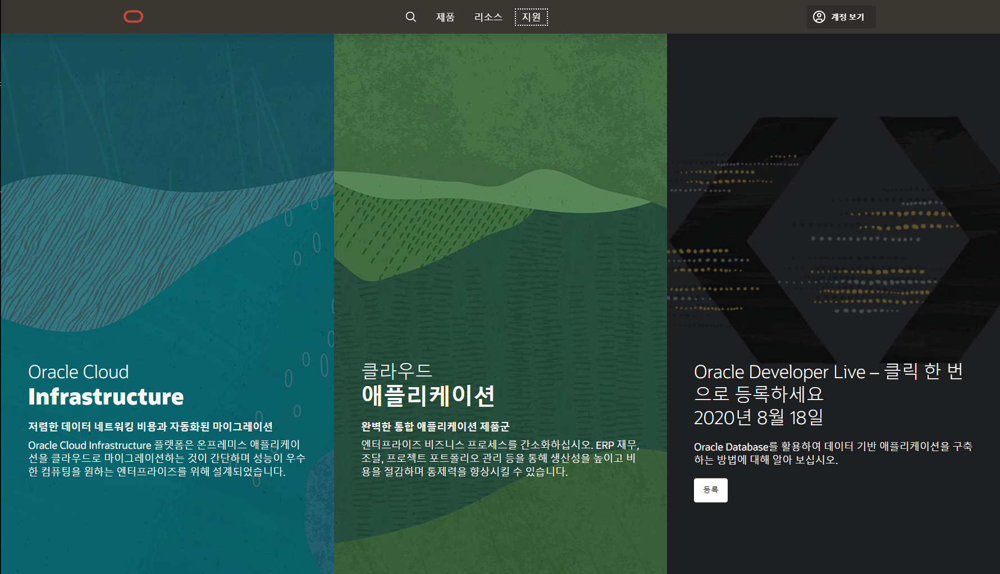 제품
리소스
지원
계정 보기
Oracle Cloud
Infrastructure
저렴한 데이터 네트워킹 비용과 자동화된 마이그레이션
Oracle Cloud Infrastructure 플랫폼은 온프레미스 애플리케이
션을 클라우드로 마이그레이션하는 것이 간단하며 성능이 우수
한 컴퓨팅을 원하는 엔터프라이즈를 위해 설계되었습니다.
클라우드
애플리케이션
완벽한 통합 애플리케이션 제품군
엔터프라이즈 비즈니스 프로세스를 간소화하십시오. ERP 재무,
조달, 프로젝트 포트폴리오 관리 등을 통해 생산성을 높이고 비
용을 절감하며 통제력을 향상시킬 수 있습니다.
Oracle Developer Live – 클릭 한 번
으로 등록하세요
2020년 8월 18일
Oracle Database를 활용하여 데이터 기반 애플리케이션을 구축
하는 방법에 대해 알아 보십시오.
등록